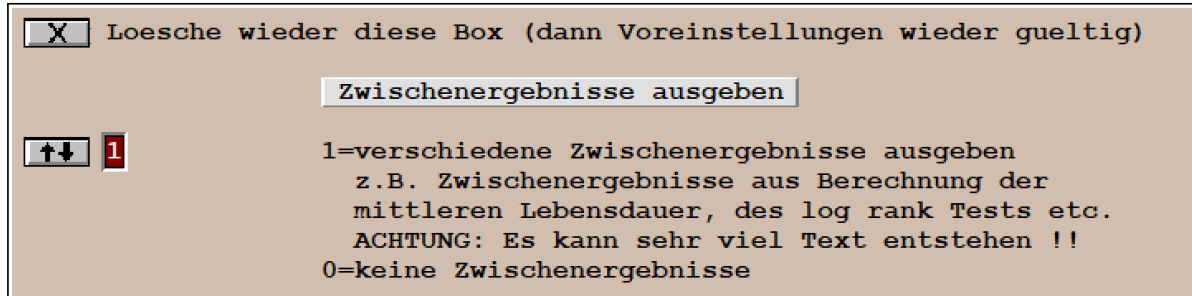 X Loesche wieder diese Box (dann Voreinstellungen wieder gueltig)
Zwischenergebnisse ausgeben
1 1=verschiedene Zwischenergebnisse ausgeben
z.B. Zwischenergebnisse aus Berechnung der
mittleren Lebensdauer, des log rank Tests etc.
ACHTUNG: Es kann sehr viel Text entstehen !!
0=keine Zwischenergebnisse